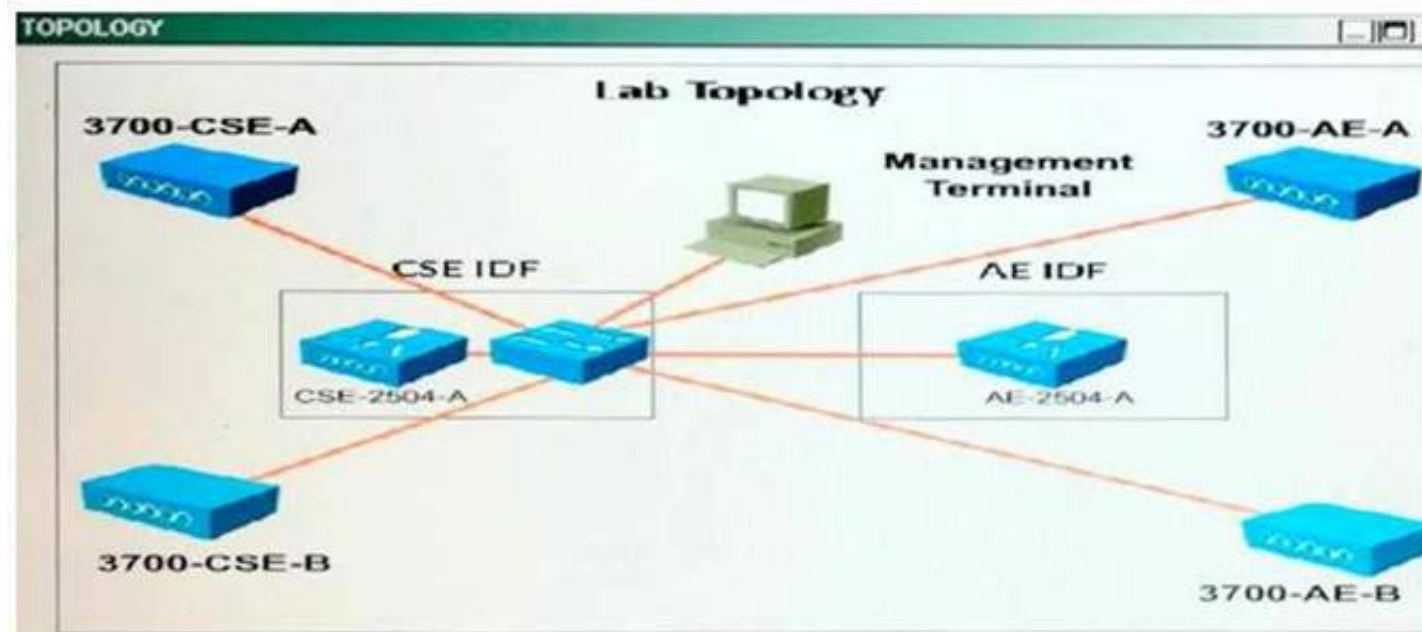 TOPOLOGY
Lab Topology
3700-CSE-A
3700-AE-A
Management
Terminal
CSE IDF
AE IDF
CSE-2504-A
AE-2504-A
3700-CSE-B
3700-AE-B